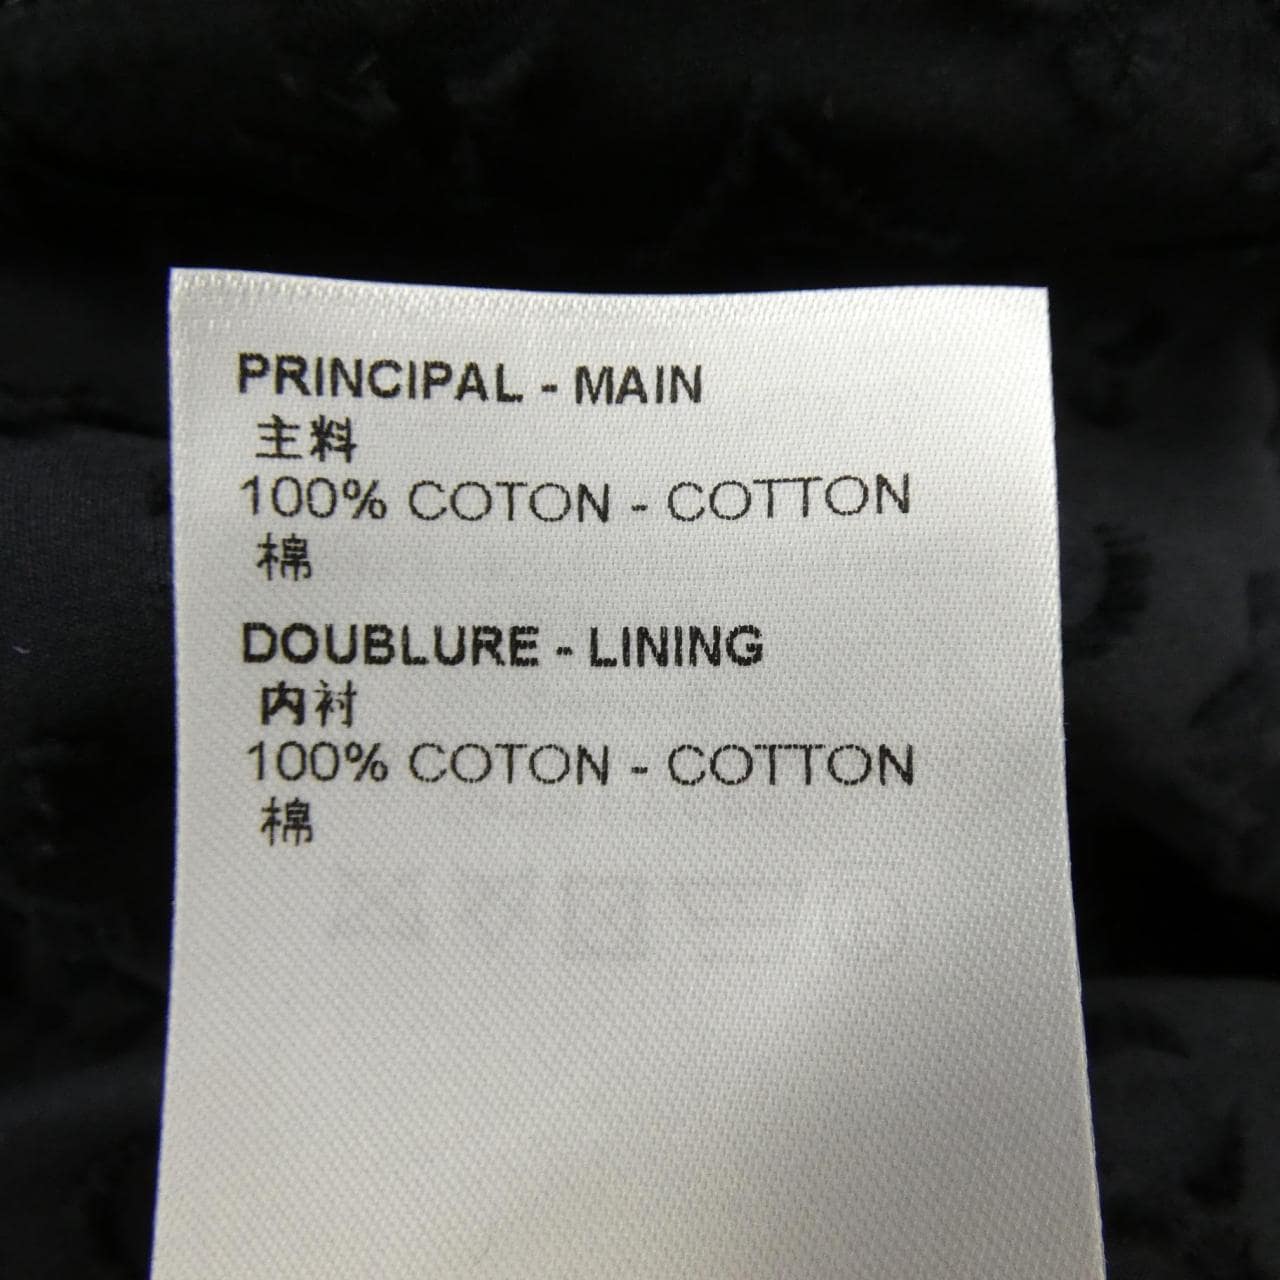 PRINCIPAL - MAIN
主料
100% COTON - COTTON
棉
DOUBLURE - LINING
内衬
100% COTON - COTTON
棉